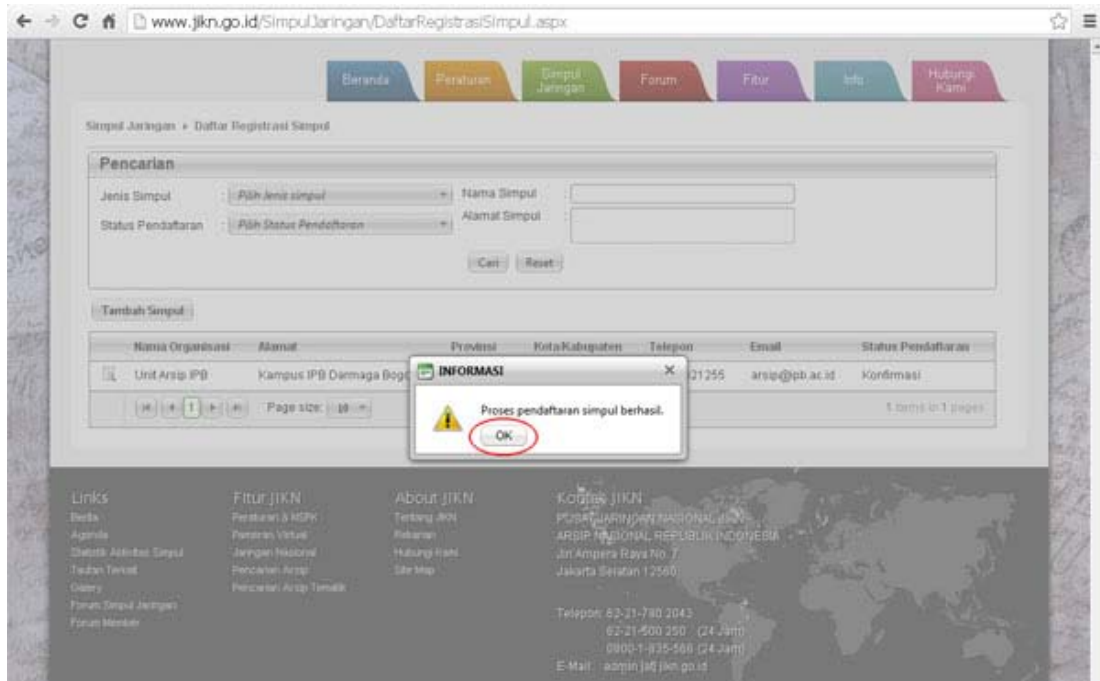 www.jikn.go.id/SimpulJaringan/DaftarRegistrasiSimpul.aspx
Beranda
Peraturan
Simpul
Jaringan
Forum
Fitur
Info
Hubungi
Kami
Simpul Jaringan ▸ Daftar Registrasi Simpul
Pencarian
Jenis Simpul : Pilih Jenis simpul
Nama Simpul :
Status Pendaftaran : Pilih Status Pendaftaran
Alamat Simpul :
Cari Reset
Tambah Simpul
Nama Organisasi Alamat Provinsi Kota/Kabupaten Telepon Email Status Pendaftaran
Unit Arsip IPB Kampus IPB Darmaga Bogo 21255 arsip@ipb.ac.id Konfirmasi
1 Page size: 10 1 items in 1 pages
INFORMASI
Proses pendaftaran simpul berhasil.
OK
Links
Berita
Agenda
Statistik Aktivitas Simpul
Tautan Terkait
Galery
Forum Simpul Jaringan
Forum Member
Fitur JIKN
Peraturan & NSPK
Pameran Virtual
Jaringan Nasional
Pencarian Arsip
Pencarian Arsip Tematik
About JIKN
Tentang JIKN
Hubungi Kami
Site Map
Kontak JIKN
PUSAT JARINGAN NASIONAL JIKN
ARSIP NASIONAL REPUBLIK INDONESIA
Jln Ampera Raya No. 7
Jakarta Selatan 12560
Telepon: 62-21-780 2043
62-21-500 250 (24 Jam)
0800-1-835-566 (24 Jam)
E-Mail: admin [at] jikn.go.id